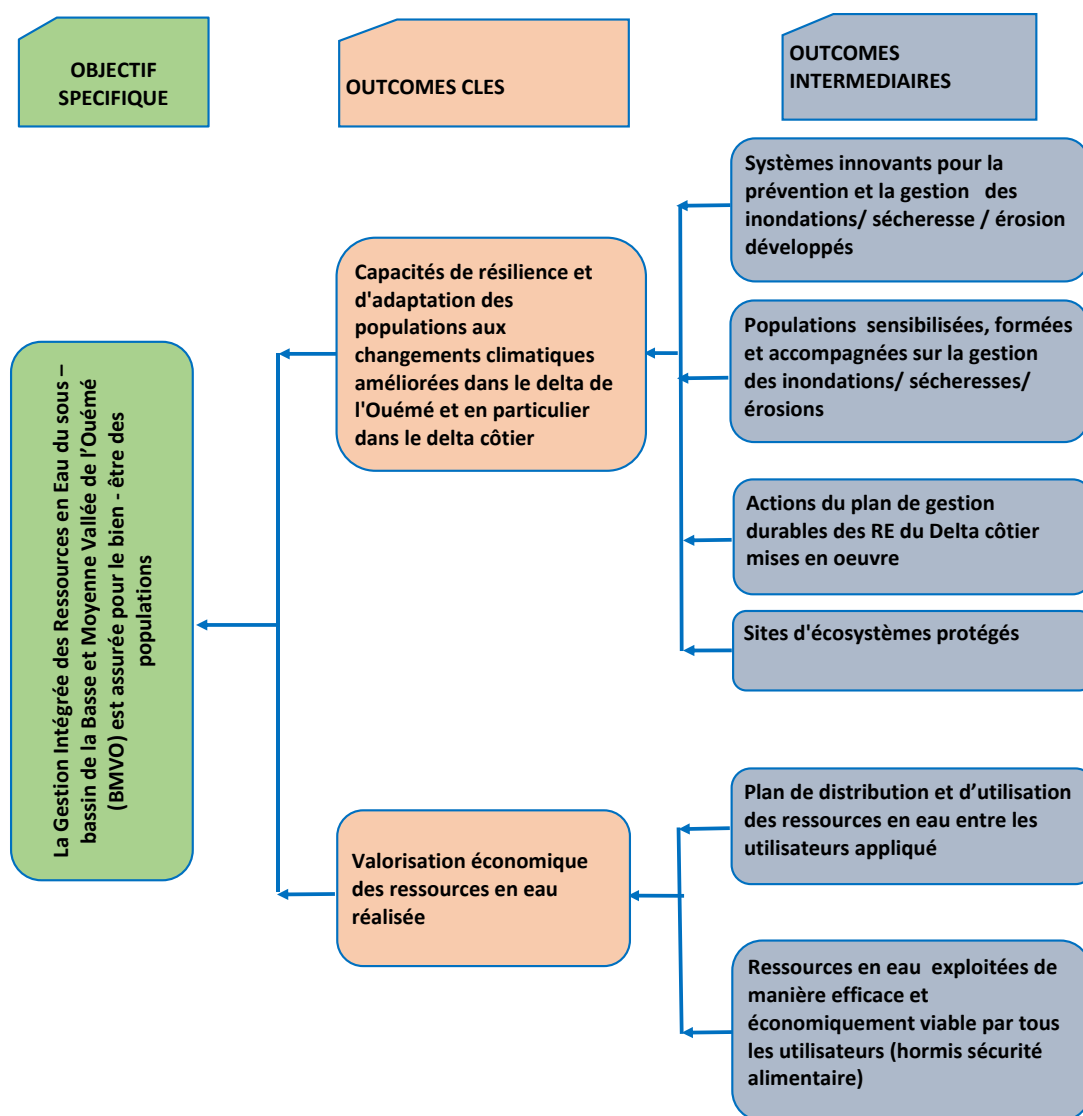 OBJECTIF
SPECIFIQUE
OUTCOMES CLES
OUTCOMES
INTERMEDIAIRES
La Gestion Intégrée des Ressources en Eau du sous –
bassin de la Basse et Moyenne Vallée de l’Ouémé
(BMVO) est assurée pour le bien - être des
populations
Capacités de résilience et
d'adaptation des
populations aux
changements climatiques
améliorées dans le delta de
l'Ouémé et en particulier
dans le delta côtier
Systèmes innovants pour la
prévention et la gestion des
inondations/ sécheresse / érosion
développés
Populations sensibilisées, formées
et accompagnées sur la gestion
des inondations/ sécheresses/
érosions
Actions du plan de gestion
durables des RE du Delta côtier
mises en oeuvre
Sites d'écosystèmes protégés
Valorisation économique
des ressources en eau
réalisée
Plan de distribution et d’utilisation
des ressources en eau entre les
utilisateurs appliqué
Ressources en eau exploitées de
manière efficace et
économiquement viable par tous
les utilisateurs (hormis sécurité
alimentaire)